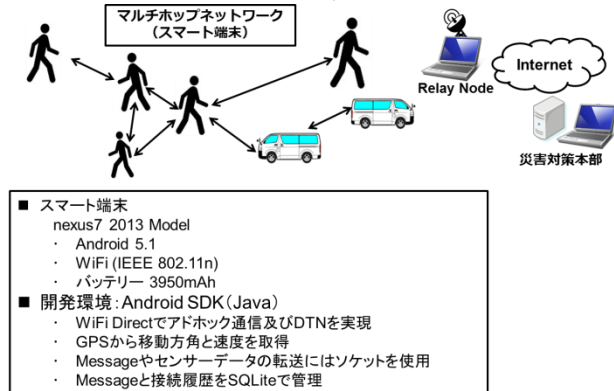 マルチホップネットワーク
（スマート端末）
Internet
Relay Node
災害対策本部
■ スマート端末
nexus7 2013 Model
・ Android 5.1
・ WiFi (IEEE 802.11n)
・ バッテリー 3950mAh
■ 開発環境：Android SDK（Java）
・ WiFi Directでアドホック通信及びDTNを実現
・ GPSから移動方角と速度を取得
・ Messageやセンサーデータの転送にはソケットを使用
・ Messageと接続履歴をSQLiteで管理